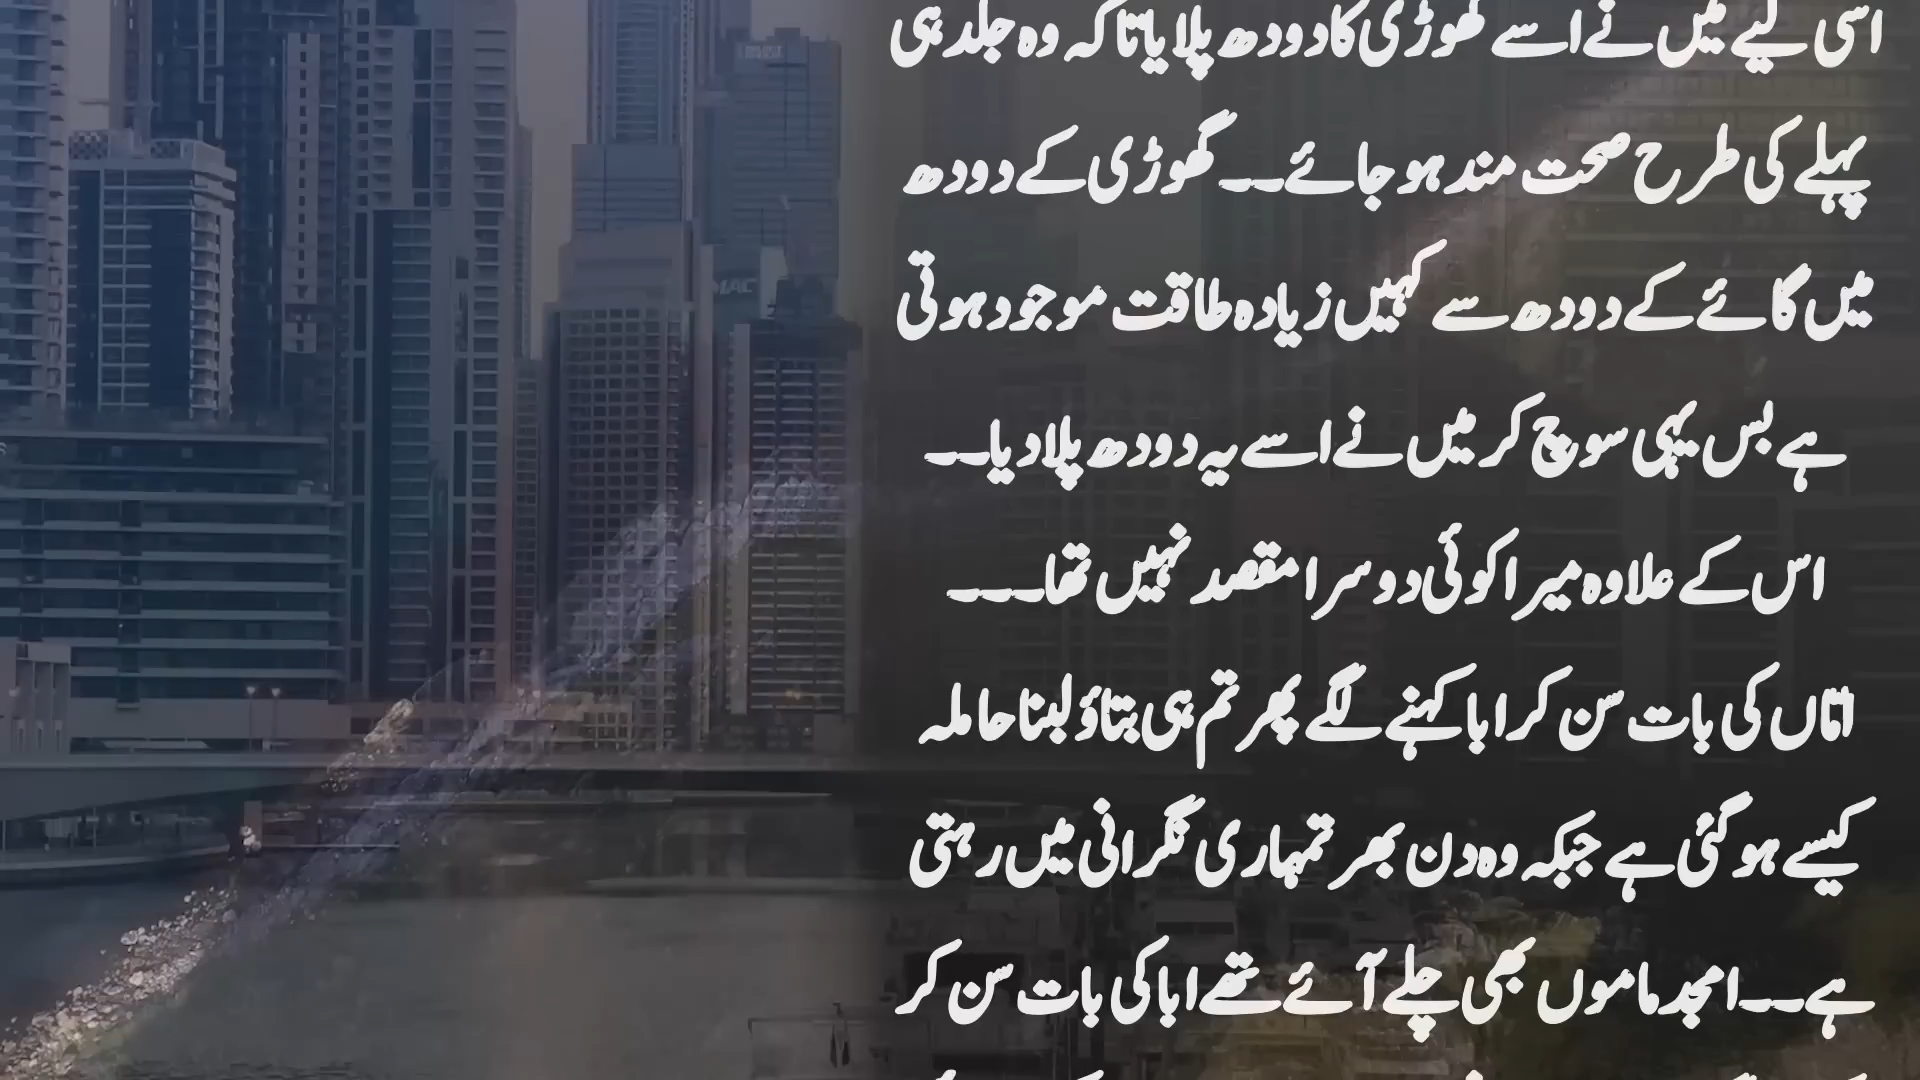 اسی لیے میں نے اسے گھوڑی کا دودھ پلایا تاکہ وہ جلد ہی
پہلے کی طرح صحت مند ہو جائے۔۔ گھوڑی کے دودھ
میں گائے کے دودھ سے کہیں زیادہ طاقت موجود ہوتی
ہے بس یہی سوچ کر میں نے اسے یہ دودھ پلا دیا۔۔
اس کے علاوہ میرا کوئی دوسرا مقصد نہیں تھا۔۔۔
امّاں کی بات سن کر ابا کہنے لگے پھر تم ہی بتاؤ لبنا حاملہ
کیسے ہو گئی ہے جبکہ وہ دن بھر تمہاری نگرانی میں رہتی
ہے۔۔ امجد ماموں بھی چلے آئے تھے ابا کی بات سن کر
MAC